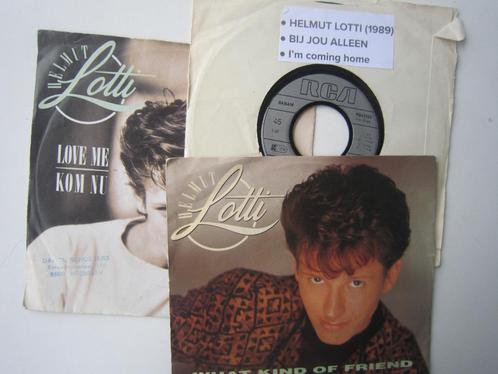 HELMUT
Lotti
LOVE ME
KOM NU
• HELMUT LOTTI (1989)
• BIJ JOU ALLEEN
• I'm coming home
RCA
45
HELMUT
Lotti
WHAT KIND OF FRIEND